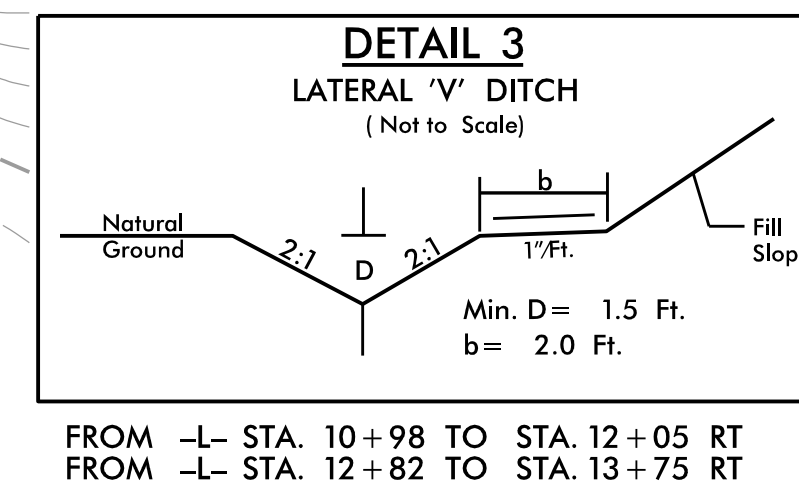 DETAIL 3
LATERAL 'V' DITCH
( Not to Scale)
b
Natural
Ground
2:1
D
2:1
1"/Ft.
Fill
Slop
Min. D= 1.5 Ft.
b= 2.0 Ft.
FROM -L- STA. 10+98 TO STA. 12+05 RT
FROM -L- STA. 12+82 TO STA. 13+75 RT